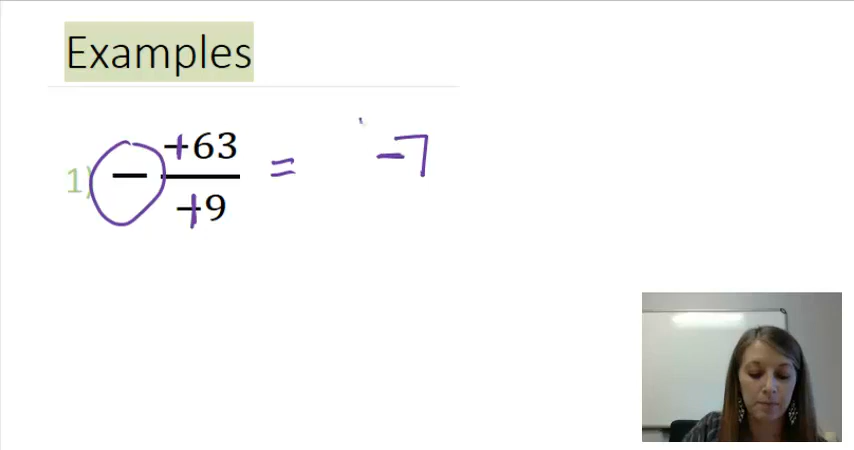 Examples
1) − +63 = −7
+9